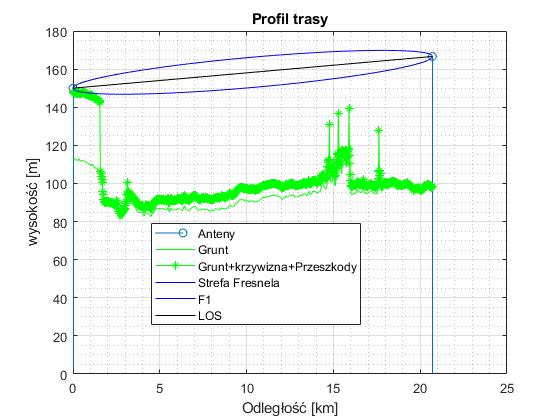 Profil trasy
180
160
140
120
100
80
60
40
20
0
wysokość [m]
Anteny
Grunt
Grunt+krzywizna+Przeszkody
Strefa Fresnela
F1
LOS
0 5 10 15 20 25
Odległość [km]